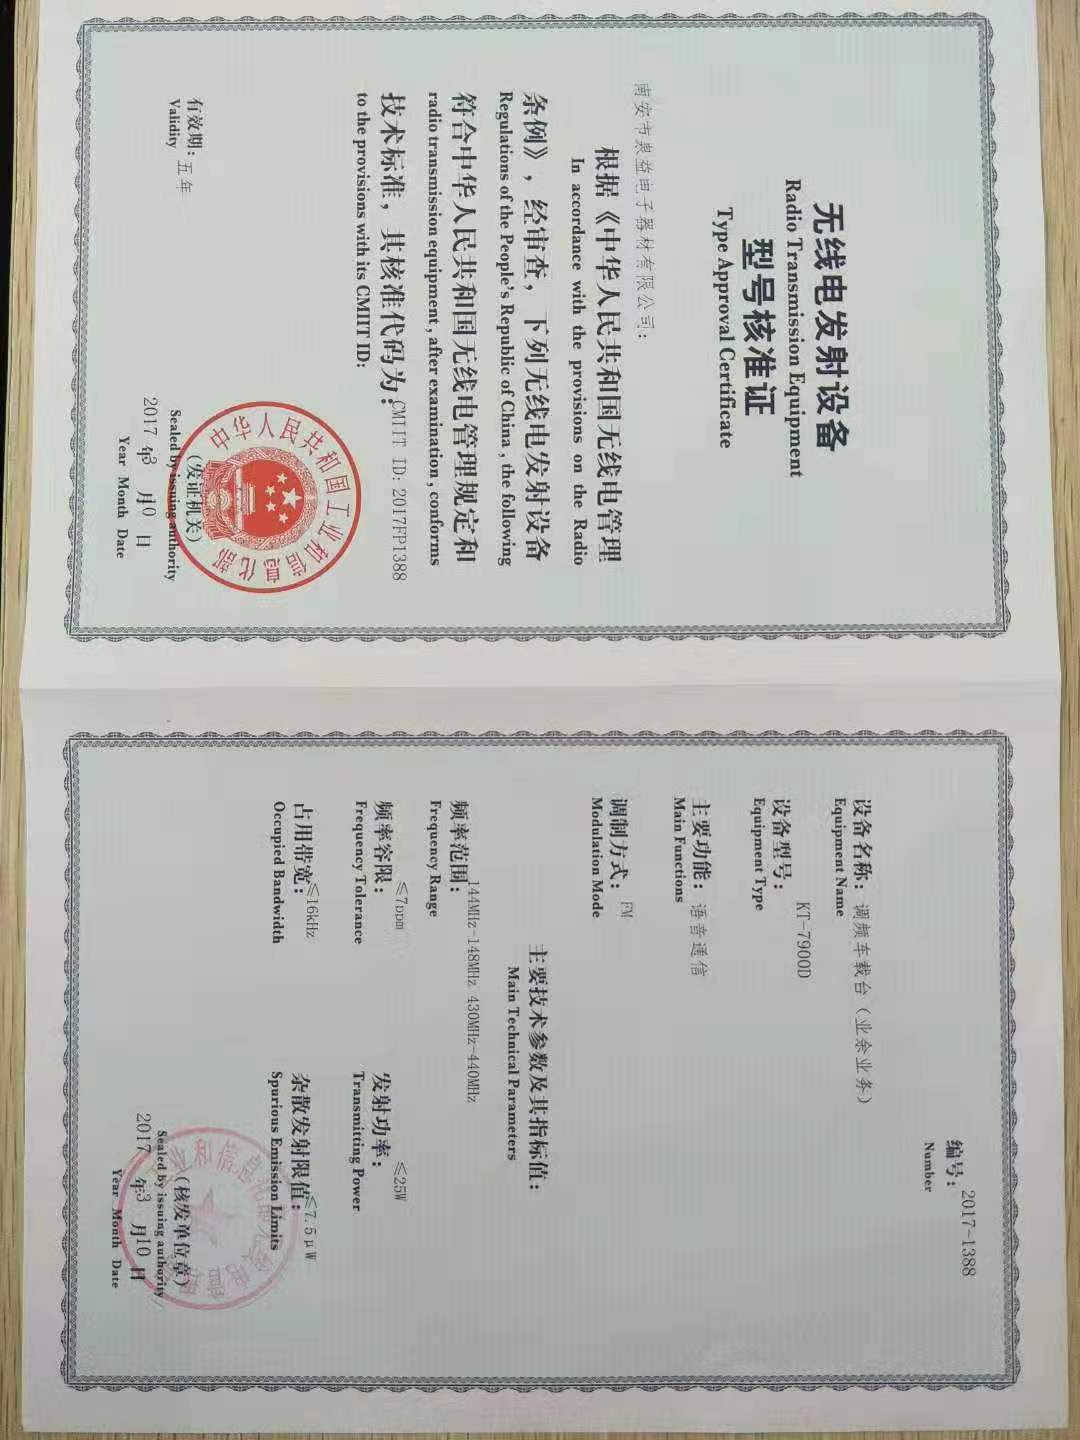 无线电发射设备
Radio Transmission Equipment
型号核准证
Type Approval Certificate
南安市奥益电子器材有限公司：
根据《中华人民共和国无线电管理
In accordance with the provisions on the Radio
条例》，经审查，下列无线电发射设备
Regulations of the People's Republic of China , the following
符合中华人民共和国无线电管理规定和
radio transmission equipment , after examination , conforms
技术标准，其核准代码为：CMIIT ID: 2017FP1388
to the provisions with its CMIIT ID:
有效期：五年
Validity
中华人民共和国工业和信息化部
（发证机关）
Sealed by issuing authority
2017 年 3 月 10 日
Year Month Date
编号：2017-1388
Number
设备名称：调频车载台（业余业务）
Equipment Name
设备型号：KT-7900D
Equipment Type
主要功能：语音通信
Main Functions
调制方式：FM
Modulation Mode
主要技术参数及其指标值：
Main Technical Parameters
频率范围：144MHz-148MHz 430MHz-440MHz
Frequency Range
频率容限：≤7ppm
Frequency Tolerance
发射功率：≤25W
Transmitting Power
占用带宽：≤16kHz
Occupied Bandwidth
杂散发射限值：≤7.5μW
Spurious Emission Limits
（核发单位章）
Sealed by issuing authority
2017 年 3 月 10 日
Year Month Date